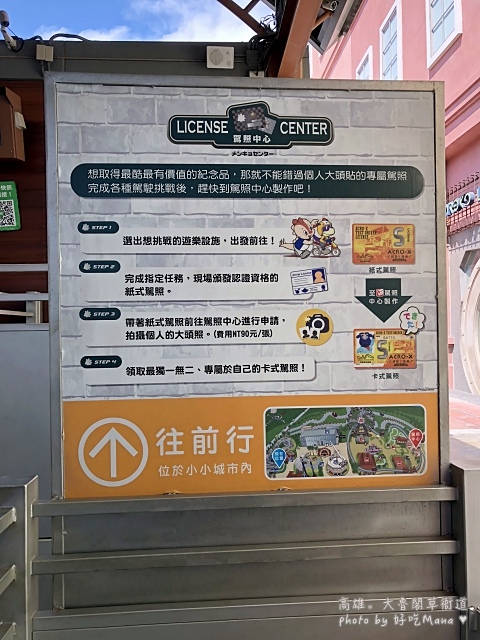 LICENSE CENTER
駕照中心
メンキョセンター
想取得最酷最有價值的紀念品，那就不能錯過個人大頭貼的專屬駕照
完成各種駕駛挑戰後，趕快到駕照中心製作吧！
STEP 1
選出想挑戰的遊樂設施，出發前往！
STEP 2
完成指定任務，現場頒發認證資格的
紙式駕照。
STEP 3
帶著紙式駕照前往駕照中心進行申請，
拍攝個人的大頭照。(費用NT90元/張)
STEP 4
領取最獨一無二、專屬於自己的卡式駕照！
ACRO-X
紙式駕照
至駕照
中心製作
できた！
ACRO-X
卡式駕照
往前行
位於小小城市內
高雄。大魯閣草衙道
photo by 好吃Mana ♥